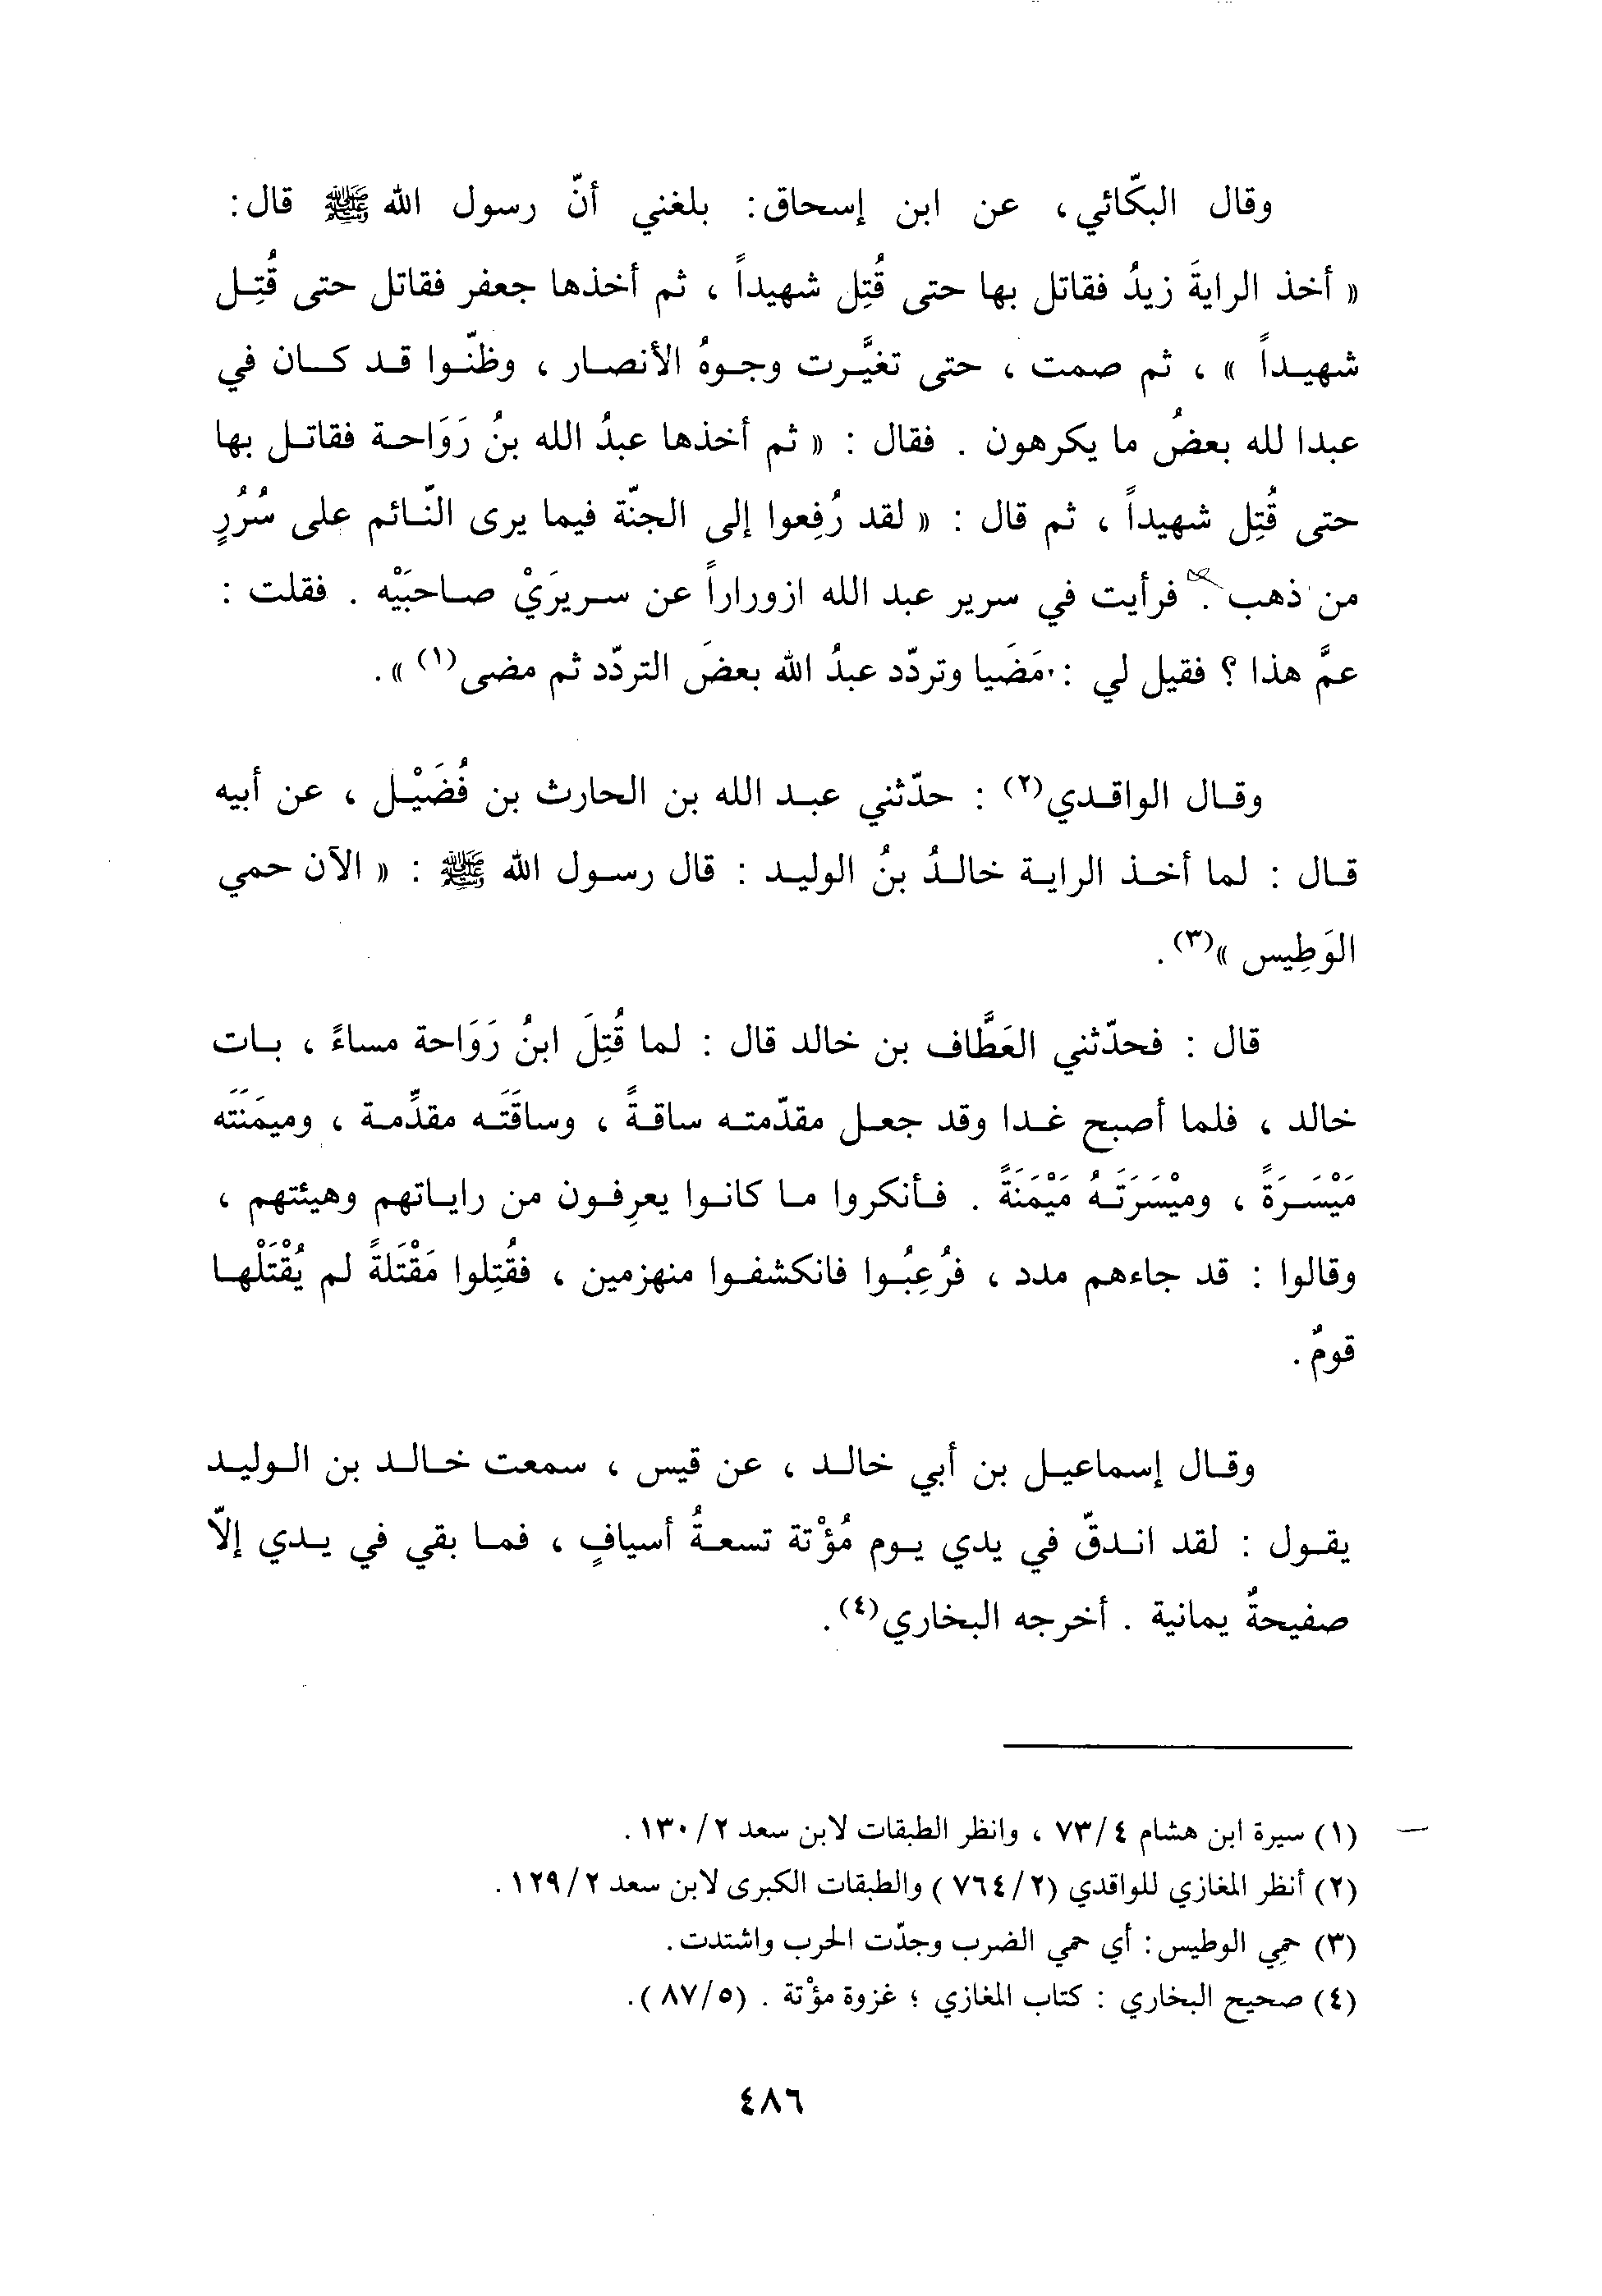 وقال البكّائي، عن ابن إسحاق: بلغني أنّ رسول الله ﷺ قال:
« أخذ الرايةَ زيدُ فقاتل بها حتى قُتِل شهيداً ، ثم أخذها جعفر فقاتل حتى قُتِل
شهيداً » ، ثم صمت ، حتى تغيَّرت وجوهُ الأنصار ، وظنّوا قد كان في
عبدا لله بعضُ ما يكرهون . فقال : « ثم أخذها عبدُ الله بنُ رَوَاحة فقاتل بها
حتى قُتِل شهيداً ، ثم قال : « لقد رُفِعوا إلى الجنّة فيما يرى النّائم على سُرُرٍ
من ذهب . فرأيت في سرير عبد الله ازوراراً عن سريرَيْ صاحبَيْه . فقلت :
عمَّ هذا ؟ فقيل لي : مَضَيا وتردّد عبدُ الله بعضَ التردّد ثم مضى(١) ».
وقال الواقدي(٢) : حدّثني عبد الله بن الحارث بن فُضَيْل ، عن أبيه
قال : لما أخذ الراية خالدُ بنُ الوليد : قال رسول الله ﷺ : « الآن حمي
الوَطِيس »(٣).
قال : فحدّثني العَطَّاف بن خالد قال : لما قُتِلَ ابنُ رَوَاحة مساءً ، بات
خالد ، فلما أصبح غدا وقد جعل مقدّمته ساقةً ، وساقَتَه مقدِّمة ، وميمَنَتَه
مَيْسَرَةً ، وميْسَرَتَهُ مَيْمَنَةً . فأنكروا ما كانوا يعرِفون من راياتهم وهيئتهم ،
وقالوا : قد جاءهم مدد ، فرُعِبُوا فانكشفوا منهزمين ، فقُتِلوا مَقْتَلةً لم يُقْتَلْها
قومٌ .
وقال إسماعيل بن أبي خالد ، عن قيس ، سمعت خالد بن الوليد
يقول : لقد اندقّ في يدي يوم مُؤْتة تسعةُ أسيافٍ ، فما بقي في يدي إلاّ
صفيحةٌ يمانية . أخرجه البخاري(٤).
(١) سيرة ابن هشام ٧٣/٤ ، وانظر الطبقات لابن سعد ١٣٠/٢ .
(٢) أنظر المغازي للواقدي (٧٦٤/٢) والطبقات الكبرى لابن سعد ١٢٩/٢ .
(٣) حمِي الوطيس: أي حمي الضرب وجدّت الحرب واشتدت.
(٤) صحيح البخاري : كتاب المغازي ؛ غزوة مؤْتة . (٨٧/٥).
٤٨٦